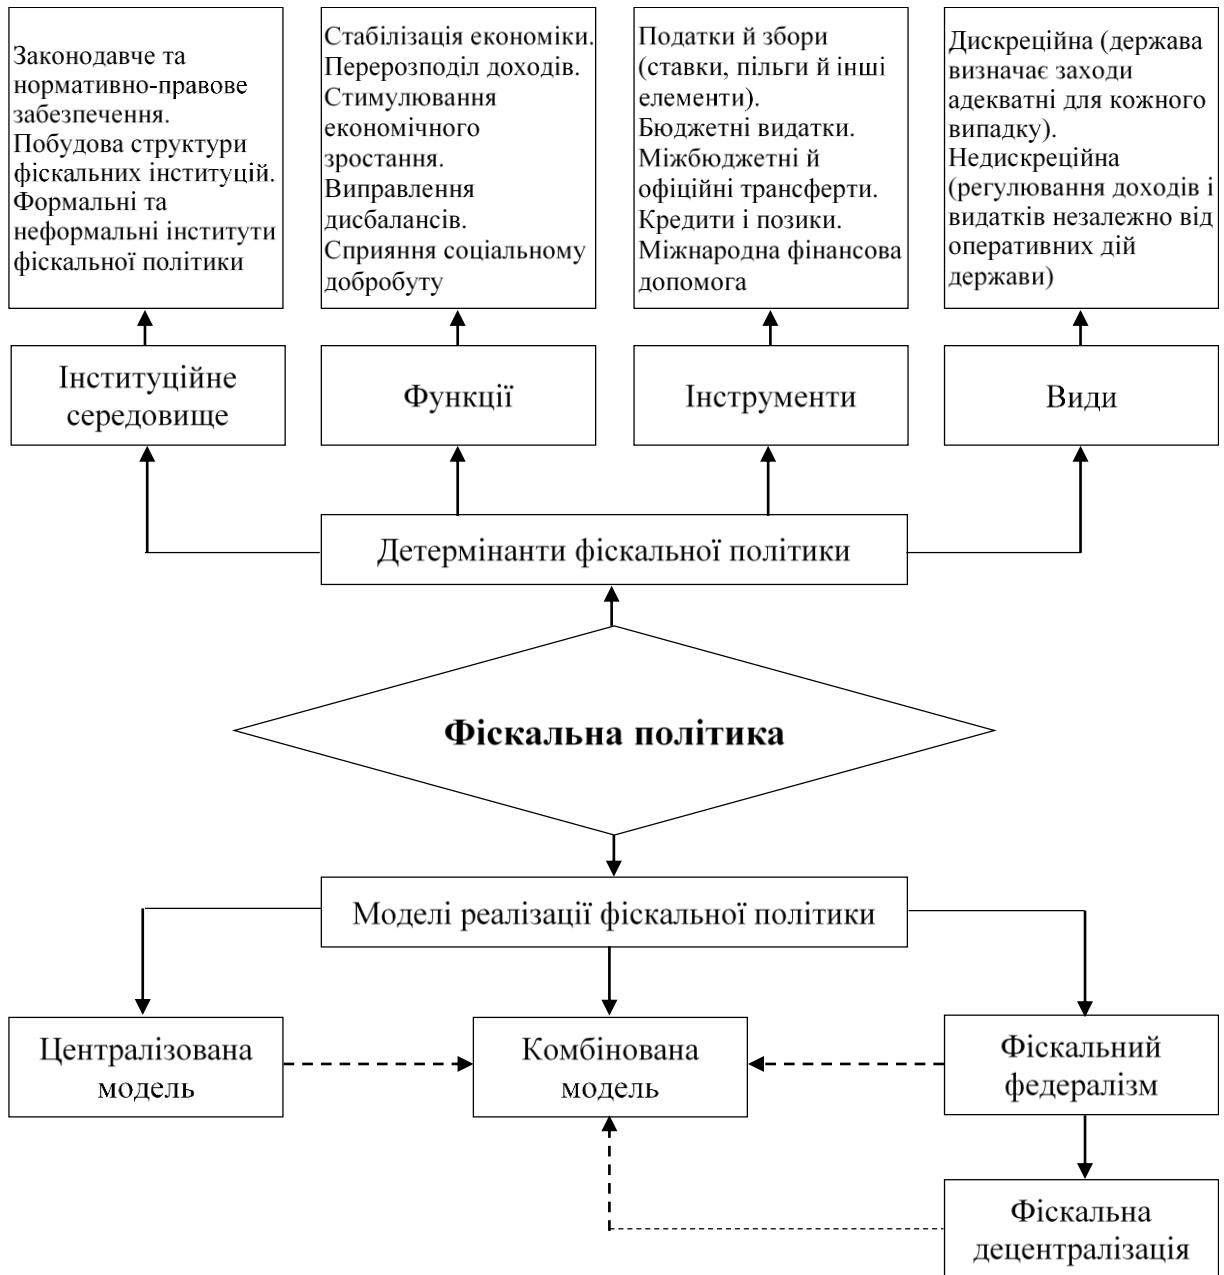 Законодавче та
нормативно-правове
забезпечення.
Побудова структури
фіскальних інституцій.
Формальні та
неформальні інститути
фіскальної політики
Стабілізація економіки.
Перерозподіл доходів.
Стимулювання
економічного
зростання.
Виправлення
дисбалансів.
Сприяння соціальному
добробуту
Податки й збори
(ставки, пільги й інші
елементи).
Бюджетні видатки.
Міжбюджетні й
офіційні трансферти.
Кредити і позики.
Міжнародна фінансова
допомога
Дискреційна (держава
визначає заходи
адекватні для кожного
випадку).
Недискреційна
(регулювання доходів і
видатків незалежно від
оперативних дій
держави)
Інституційне
середовище
Функції
Інструменти
Види
Детермінанти фіскальної політики
Фіскальна політика
Моделі реалізації фіскальної політики
Централізована
модель
Комбінована
модель
Фіскальний
федералізм
Фіскальна
децентралізація